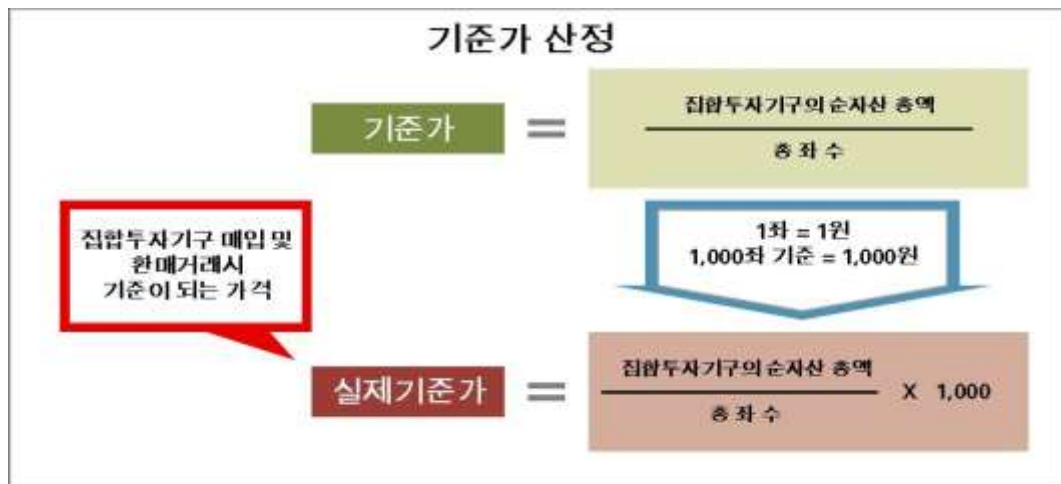 기준가 산정
기준가
=
집합투자기구의 순자산 총액
총 좌 수
집합투자기구 매입 및
환매거래시
기준이 되는 가격
1좌 = 1원
1,000좌 기준 = 1,000원
실제기준가
=
집합투자기구의 순자산 총액
총 좌 수
X 1,000